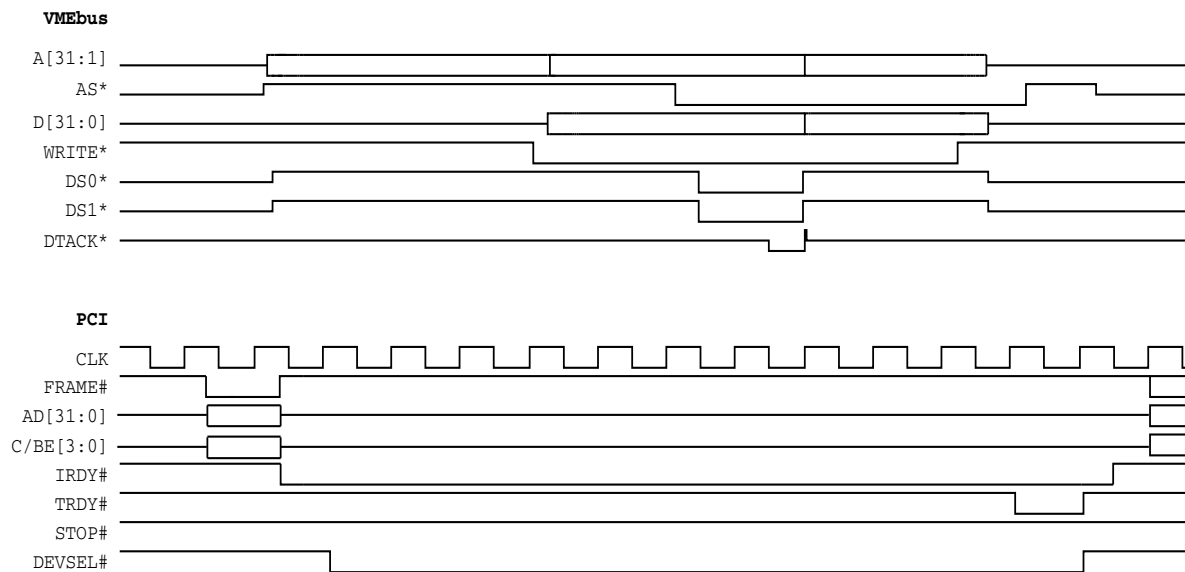 VMEbus
A[31:1]
AS*
D[31:0]
WRITE*
DS0*
DS1*
DTACK*
PCI
CLK
FRAME#
AD[31:0]
C/BE[3:0]
IRDY#
TRDY#
STOP#
DEVSEL#